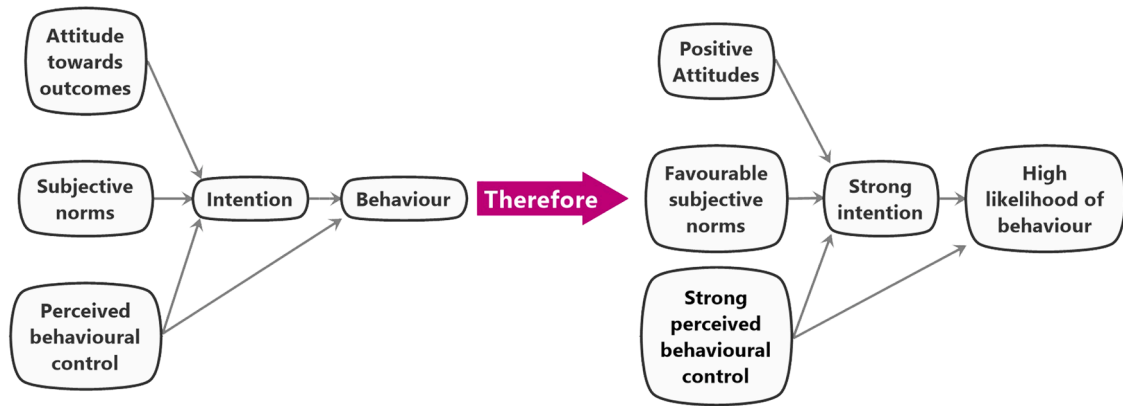 Attitude
towards
outcomes
Subjective
norms
Perceived
behavioural
control
Intention
Behaviour
Therefore
Positive
Attitudes
Favourable
subjective
norms
Strong
perceived
behavioural
control
Strong
intention
High
likelihood of
behaviour